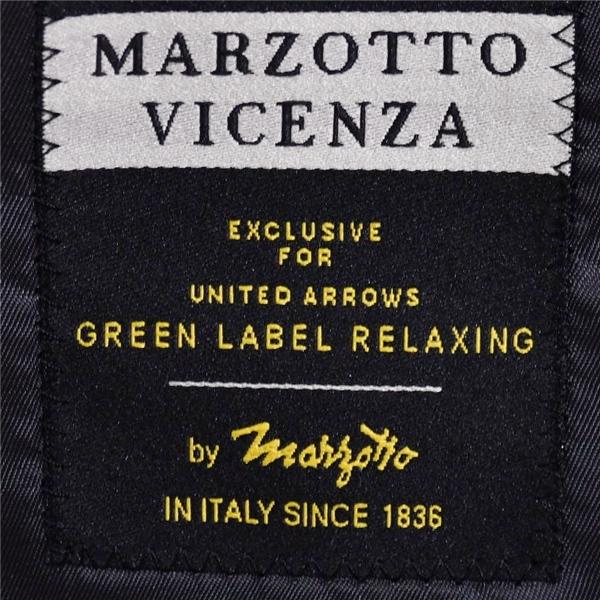 MARZOTTO
VICENZA
EXCLUSIVE
FOR
UNITED ARROWS
GREEN LABEL RELAXING
by Marzotto
IN ITALY SINCE 1836